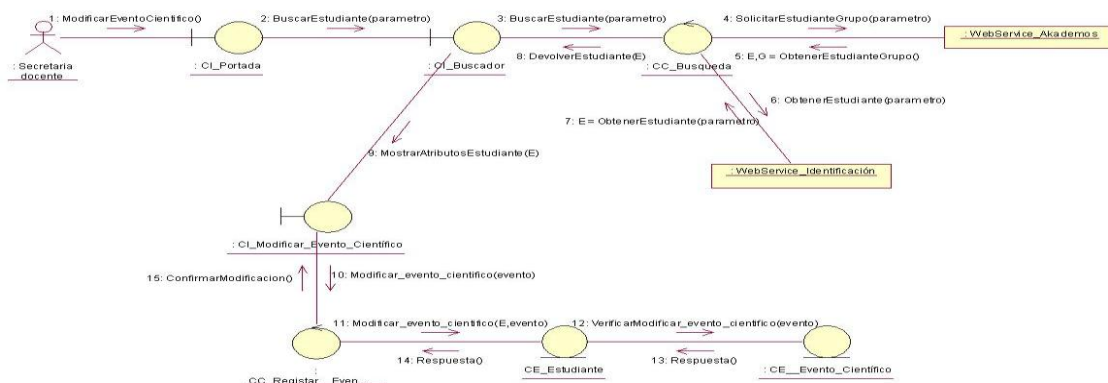 1: ModificarEventoCientifico()
2: BuscarEstudiante(parametro)
3: BuscarEstudiante(parametro)
4: SolicitarEstudianteGrupo(parametro)
: WebService_Akademos
: Secretaria
docente
: CI_Portada
: CI_Buscador
8: DevolverEstudiante(E)
: CC_Busqueda
5: E,G = ObtenerEstudianteGrupo()
6: ObtenerEstudiante(parametro)
7: E = ObtenerEstudiante(parametro)
9: MostrarAtributosEstudiante(E)
: WebService_Identificación
: CI_Modificar_Evento_Científico
15: ConfirmarModificacion()
10: Modificar_evento_cientifico(evento)
11: Modificar_evento_cientifico(E,evento)
12: VerificarModificar_evento_cientifico(evento)
14: Respuesta()
13: Respuesta()
:
CC_Registar_ Even
CE_Estudiante
: CE__Evento_Científico